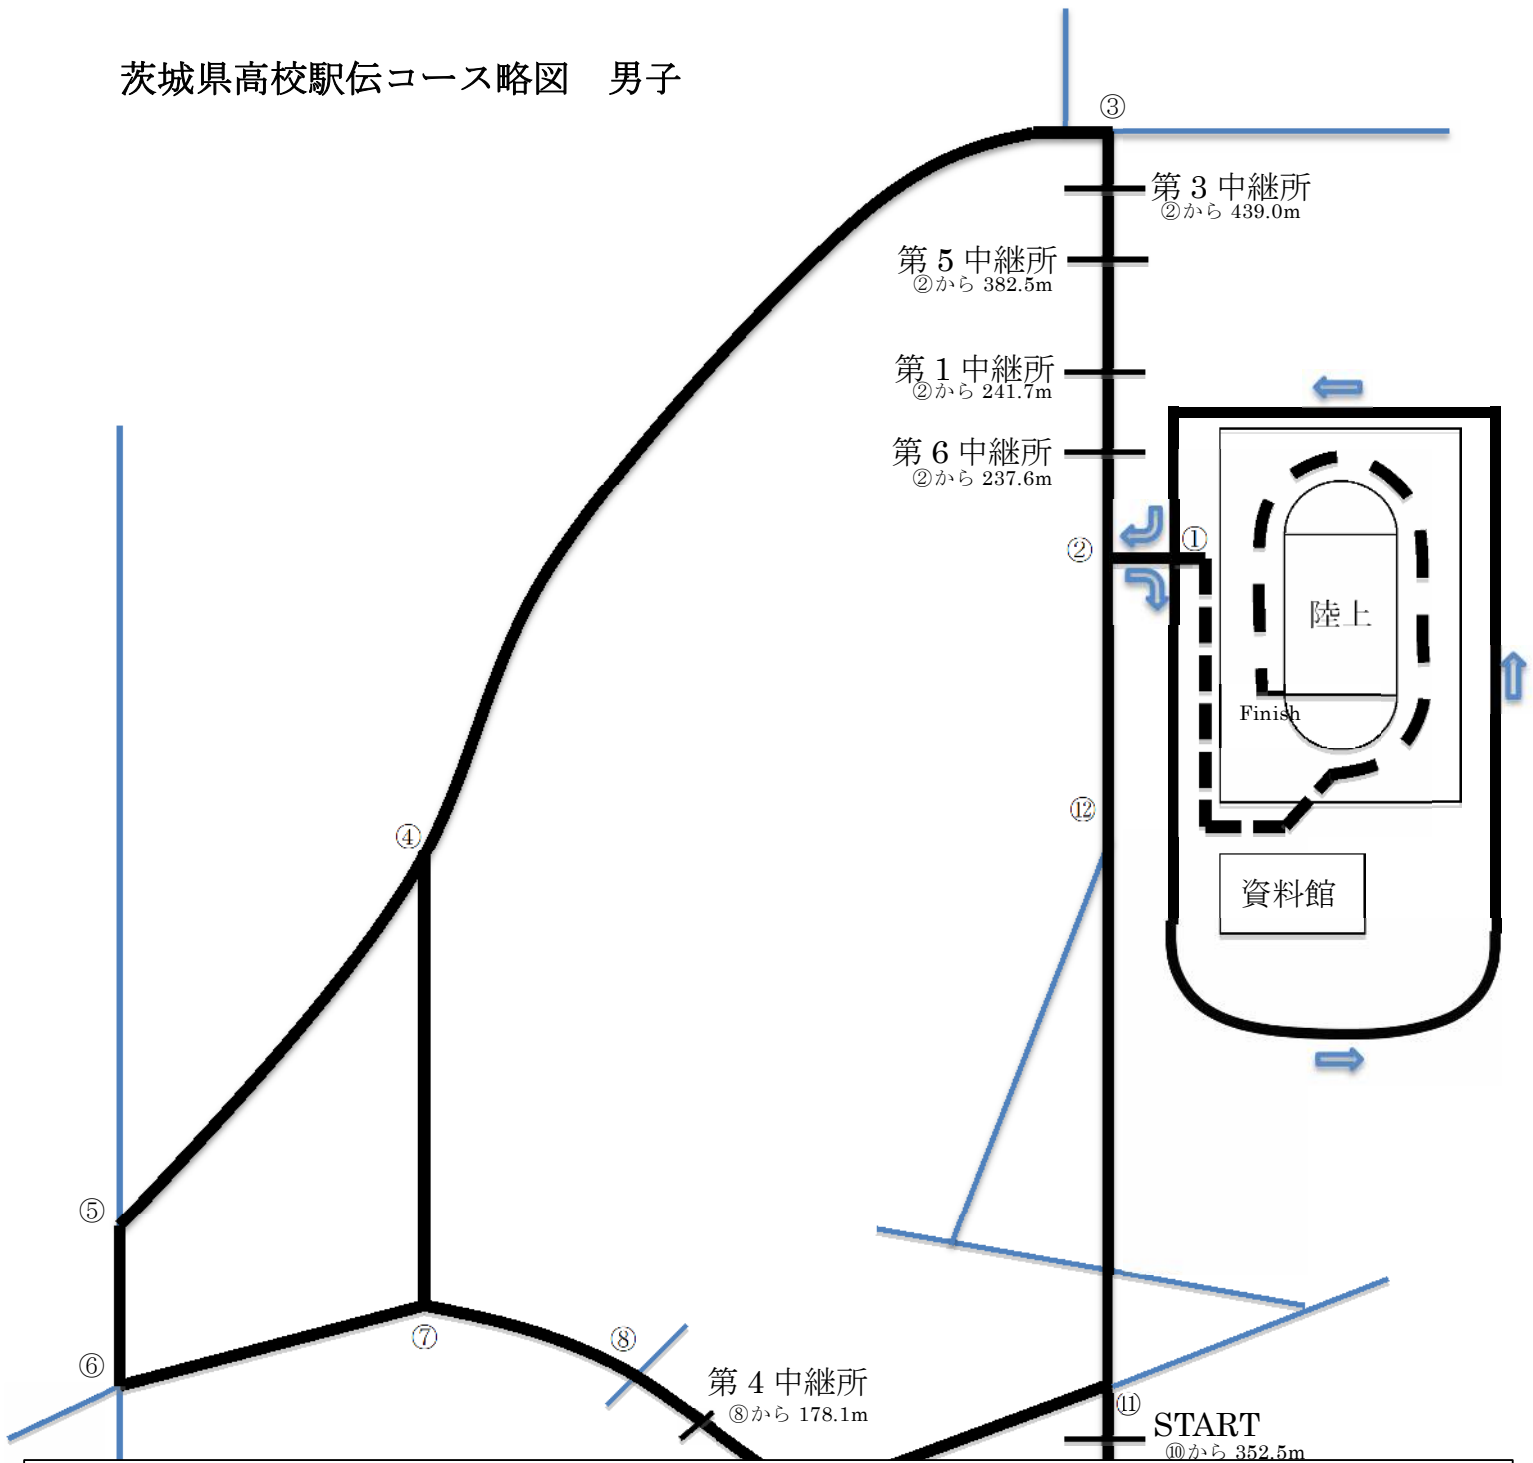 茨城県高校駅伝コース略図　男子
③
第 3 中継所
②から 439.0m
第 5 中継所
②から 382.5m
第 1 中継所
②から 241.7m
第 6 中継所
②から 237.6m
①
②
陸上
Finish
⑫
④
資料館
⑤
⑧
⑦
⑥
第 4 中継所
⑧から 178.1m
⑪
START
⑩から 352.5m